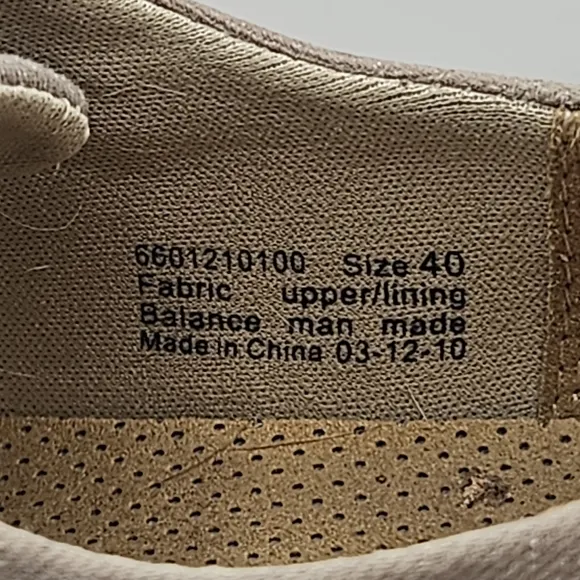 6601210100 Size 40
Fabric upper/lining
Balance man made
Made in China 03-12-10